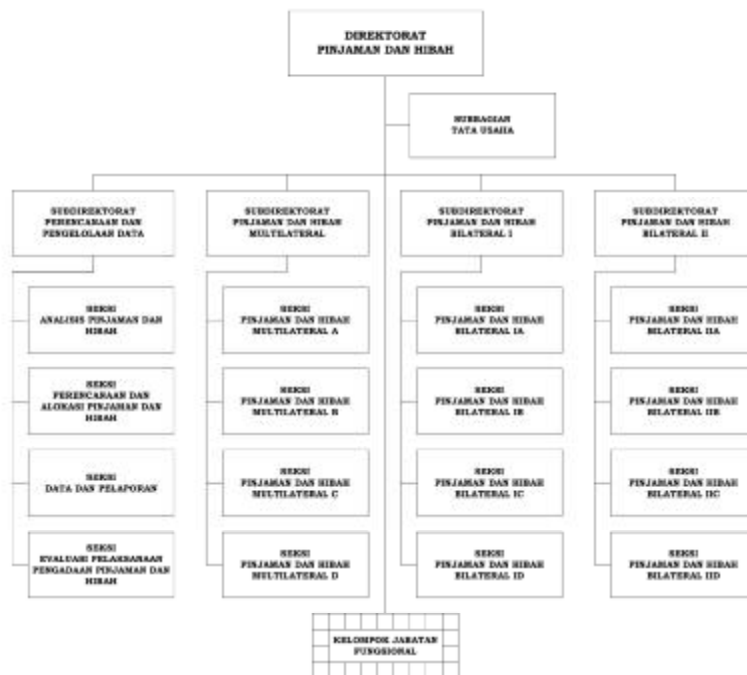 DIREKTORAT
PINJAMAN DAN HIBAH
SUBBAGIAN
TATA USAHA
SUBDIREKTORAT
PERENCANAAN DAN
PENGELOLAAN DATA
SUBDIREKTORAT
PINJAMAN DAN HIBAH
MULTILATERAL
SUBDIREKTORAT
PINJAMAN DAN HIBAH
BILATERAL I
SUBDIREKTORAT
PINJAMAN DAN HIBAH
BILATERAL II
SEKSI
ANALISIS PINJAMAN DAN
HIBAH
SEKSI
PINJAMAN DAN HIBAH
MULTILATERAL A
SEKSI
PINJAMAN DAN HIBAH
BILATERAL IA
SEKSI
PINJAMAN DAN HIBAH
BILATERAL IIA
SEKSI
PERENCANAAN DAN
ALOKASI PINJAMAN DAN
HIBAH
SEKSI
PINJAMAN DAN HIBAH
MULTILATERAL B
SEKSI
PINJAMAN DAN HIBAH
BILATERAL IB
SEKSI
PINJAMAN DAN HIBAH
BILATERAL IIB
SEKSI
DATA DAN PELAPORAN
SEKSI
PINJAMAN DAN HIBAH
MULTILATERAL C
SEKSI
PINJAMAN DAN HIBAH
BILATERAL IC
SEKSI
PINJAMAN DAN HIBAH
BILATERAL IIC
SEKSI
EVALUASI PELAKSANAAN
PENGADAAN PINJAMAN DAN
HIBAH
SEKSI
PINJAMAN DAN HIBAH
MULTILATERAL D
SEKSI
PINJAMAN DAN HIBAH
BILATERAL ID
SEKSI
PINJAMAN DAN HIBAH
BILATERAL IID
KELOMPOK JABATAN
FUNGSIONAL